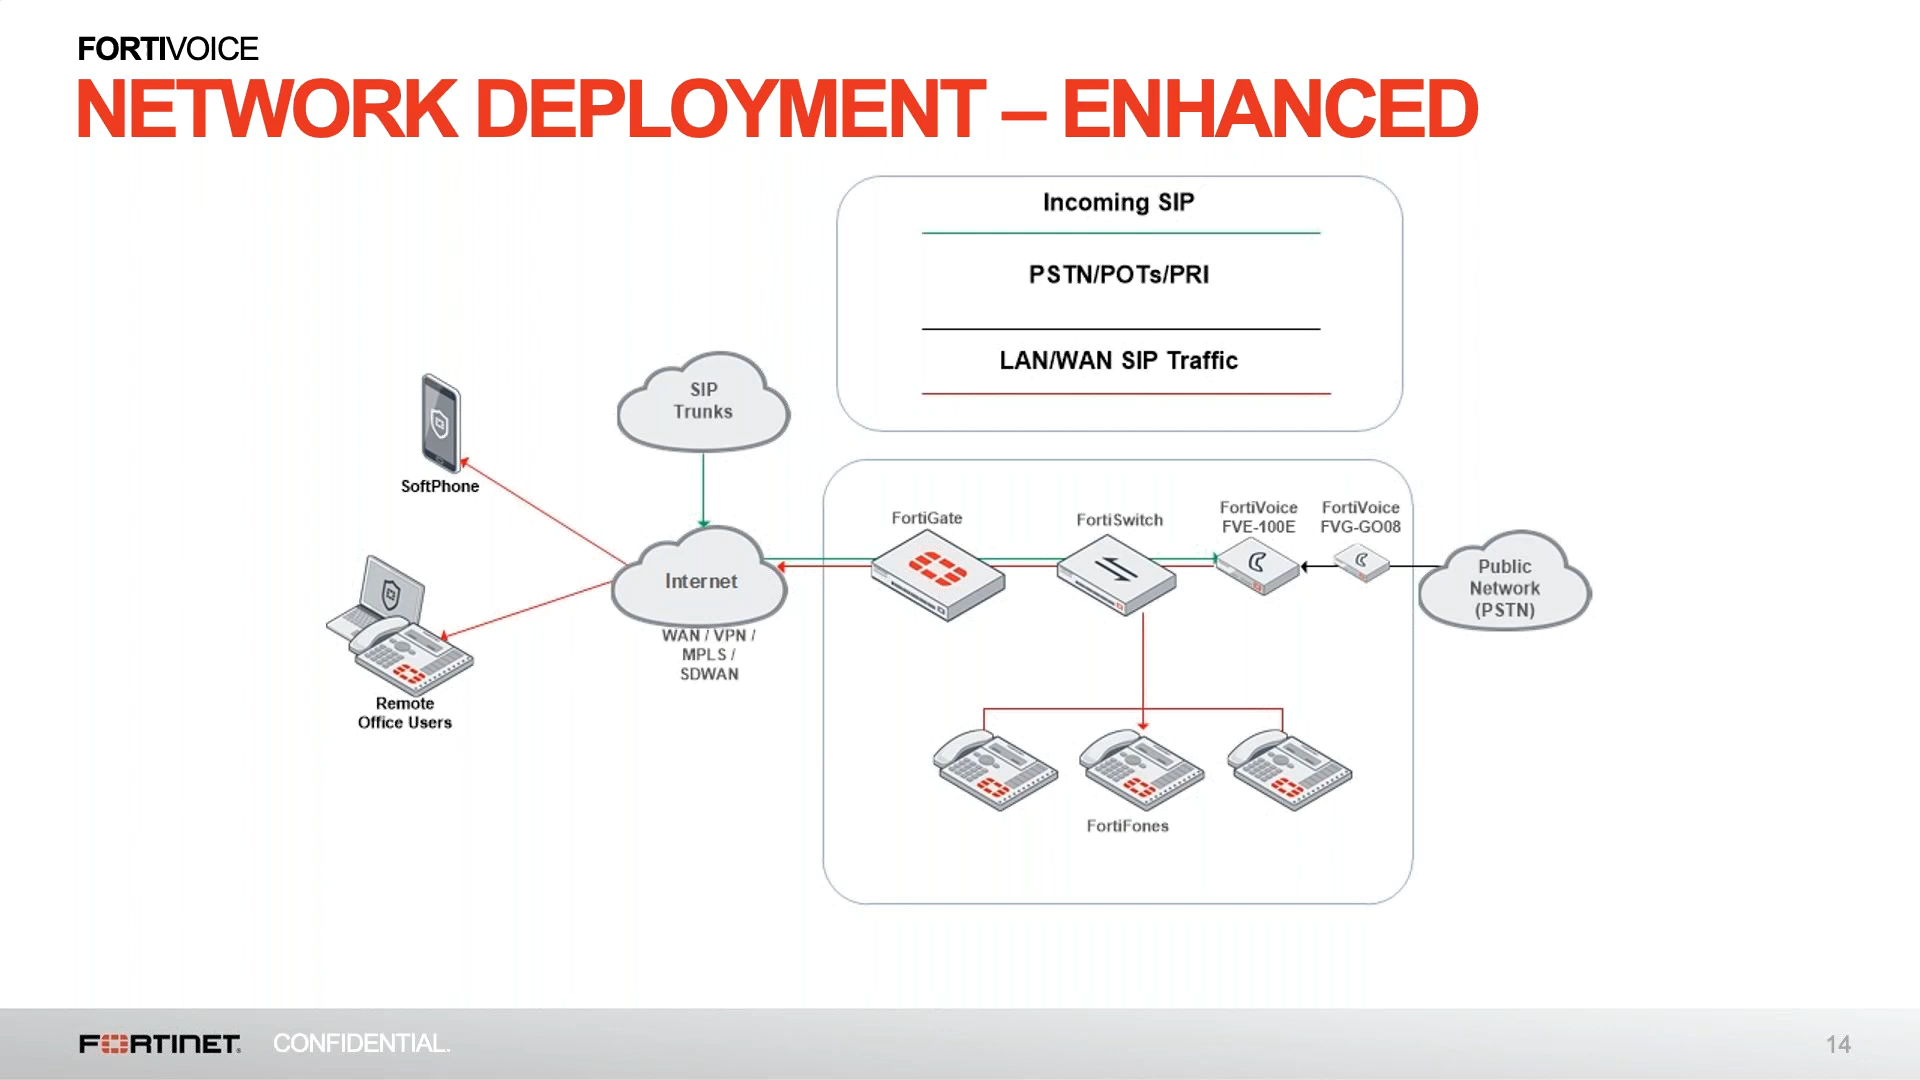 FORTIVOICE
NETWORK DEPLOYMENT – ENHANCED
Incoming SIP
PSTN/POTs/PRI
LAN/WAN SIP Traffic
SIP
Trunks
SoftPhone
Internet
WAN / VPN /
MPLS /
SDWAN
Remote
Office Users
FortiGate
FortiSwitch
FortiVoice
FVE-100E
FortiVoice
FVG-GO08
Public
Network
(PSTN)
FortiFones
FORTINET
CONFIDENTIAL.
14